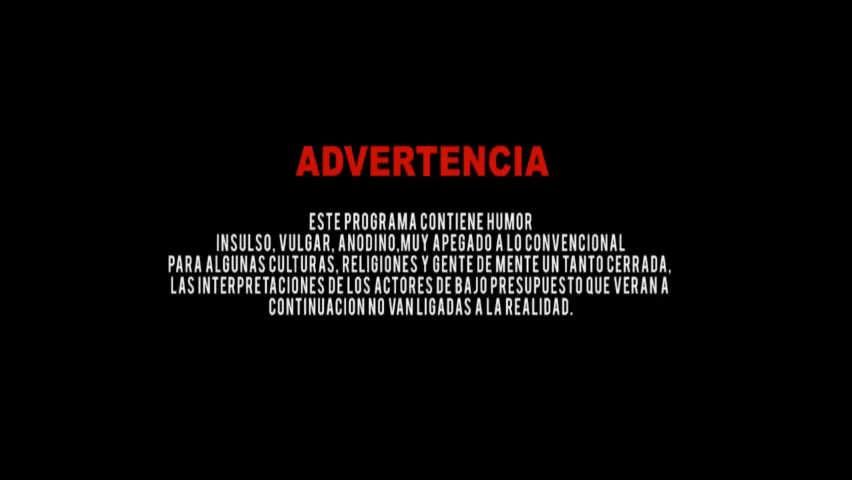 ADVERTENCIA
ESTE PROGRAMA CONTIENE HUMOR
INSULSO, VULGAR, ANODINO,MUY APEGADO A LO CONVENCIONAL
PARA ALGUNAS CULTURAS, RELIGIONES Y GENTE DE MENTE UN TANTO CERRADA,
LAS INTERPRETACIONES DE LOS ACTORES DE BAJO PRESUPUESTO QUE VERAN A
CONTINUACION NO VAN LIGADAS A LA REALIDAD.